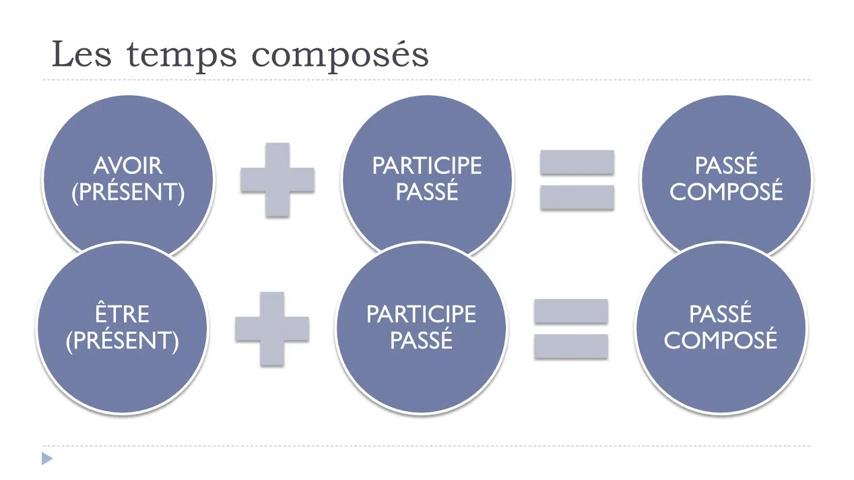 Les temps composés
AVOIR
(PRÉSENT)
PARTICIPE
PASSÉ
PASSÉ
COMPOSÉ
ÊTRE
(PRÉSENT)
PARTICIPE
PASSÉ
PASSÉ
COMPOSÉ